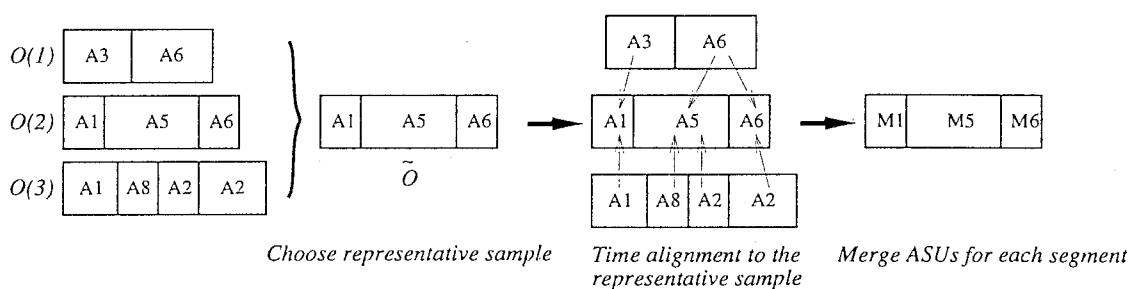 O(1) A3 A6
O(2) A1 A5 A6
O(3) A1 A8 A2 A2
A1 A5 A6
Õ
A3 A6
A1 A5 A6
A1 A8 A2 A2
M1 M5 M6
Choose representative sample
Time alignment to the
representative sample
Merge ASUs for each segment